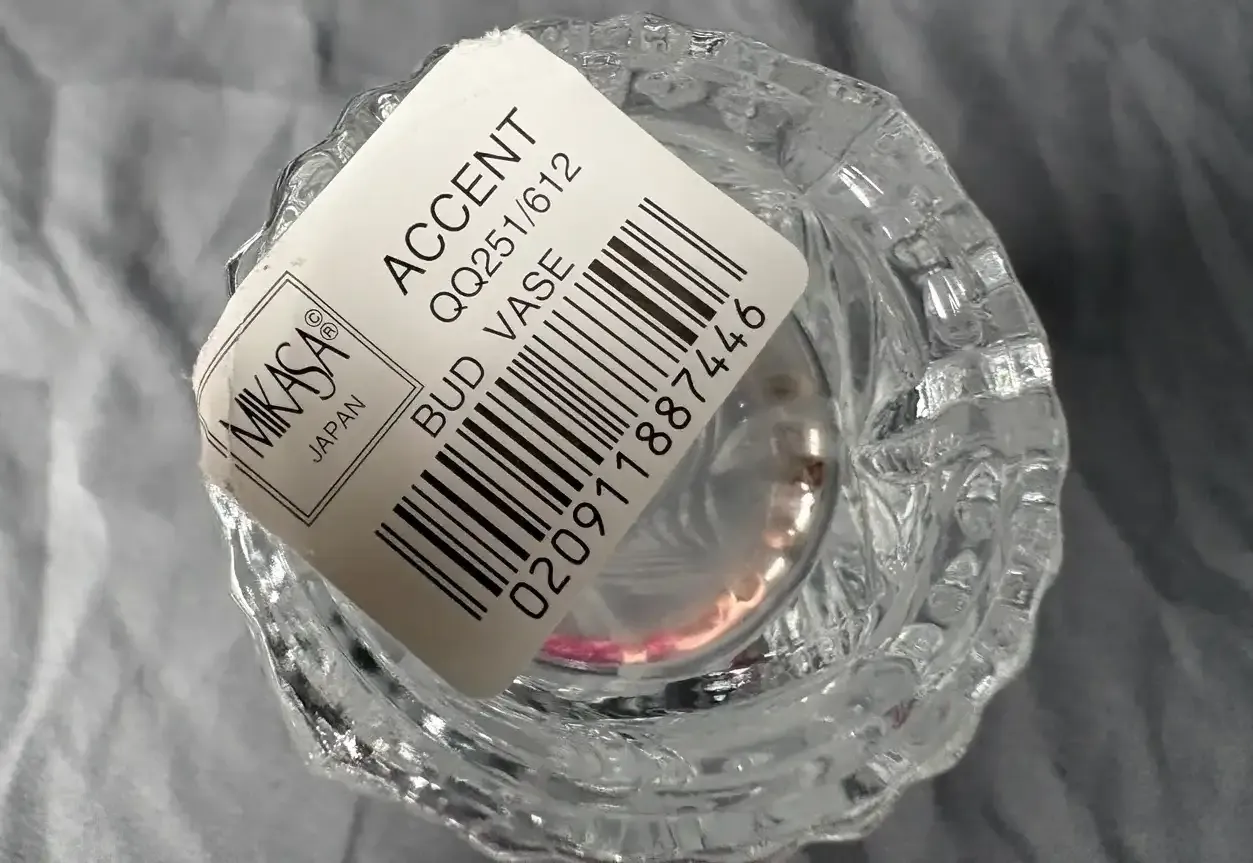 MIKASA©®
JAPAN
ACCENT
QQ251/612
BUD VASE
020911887446